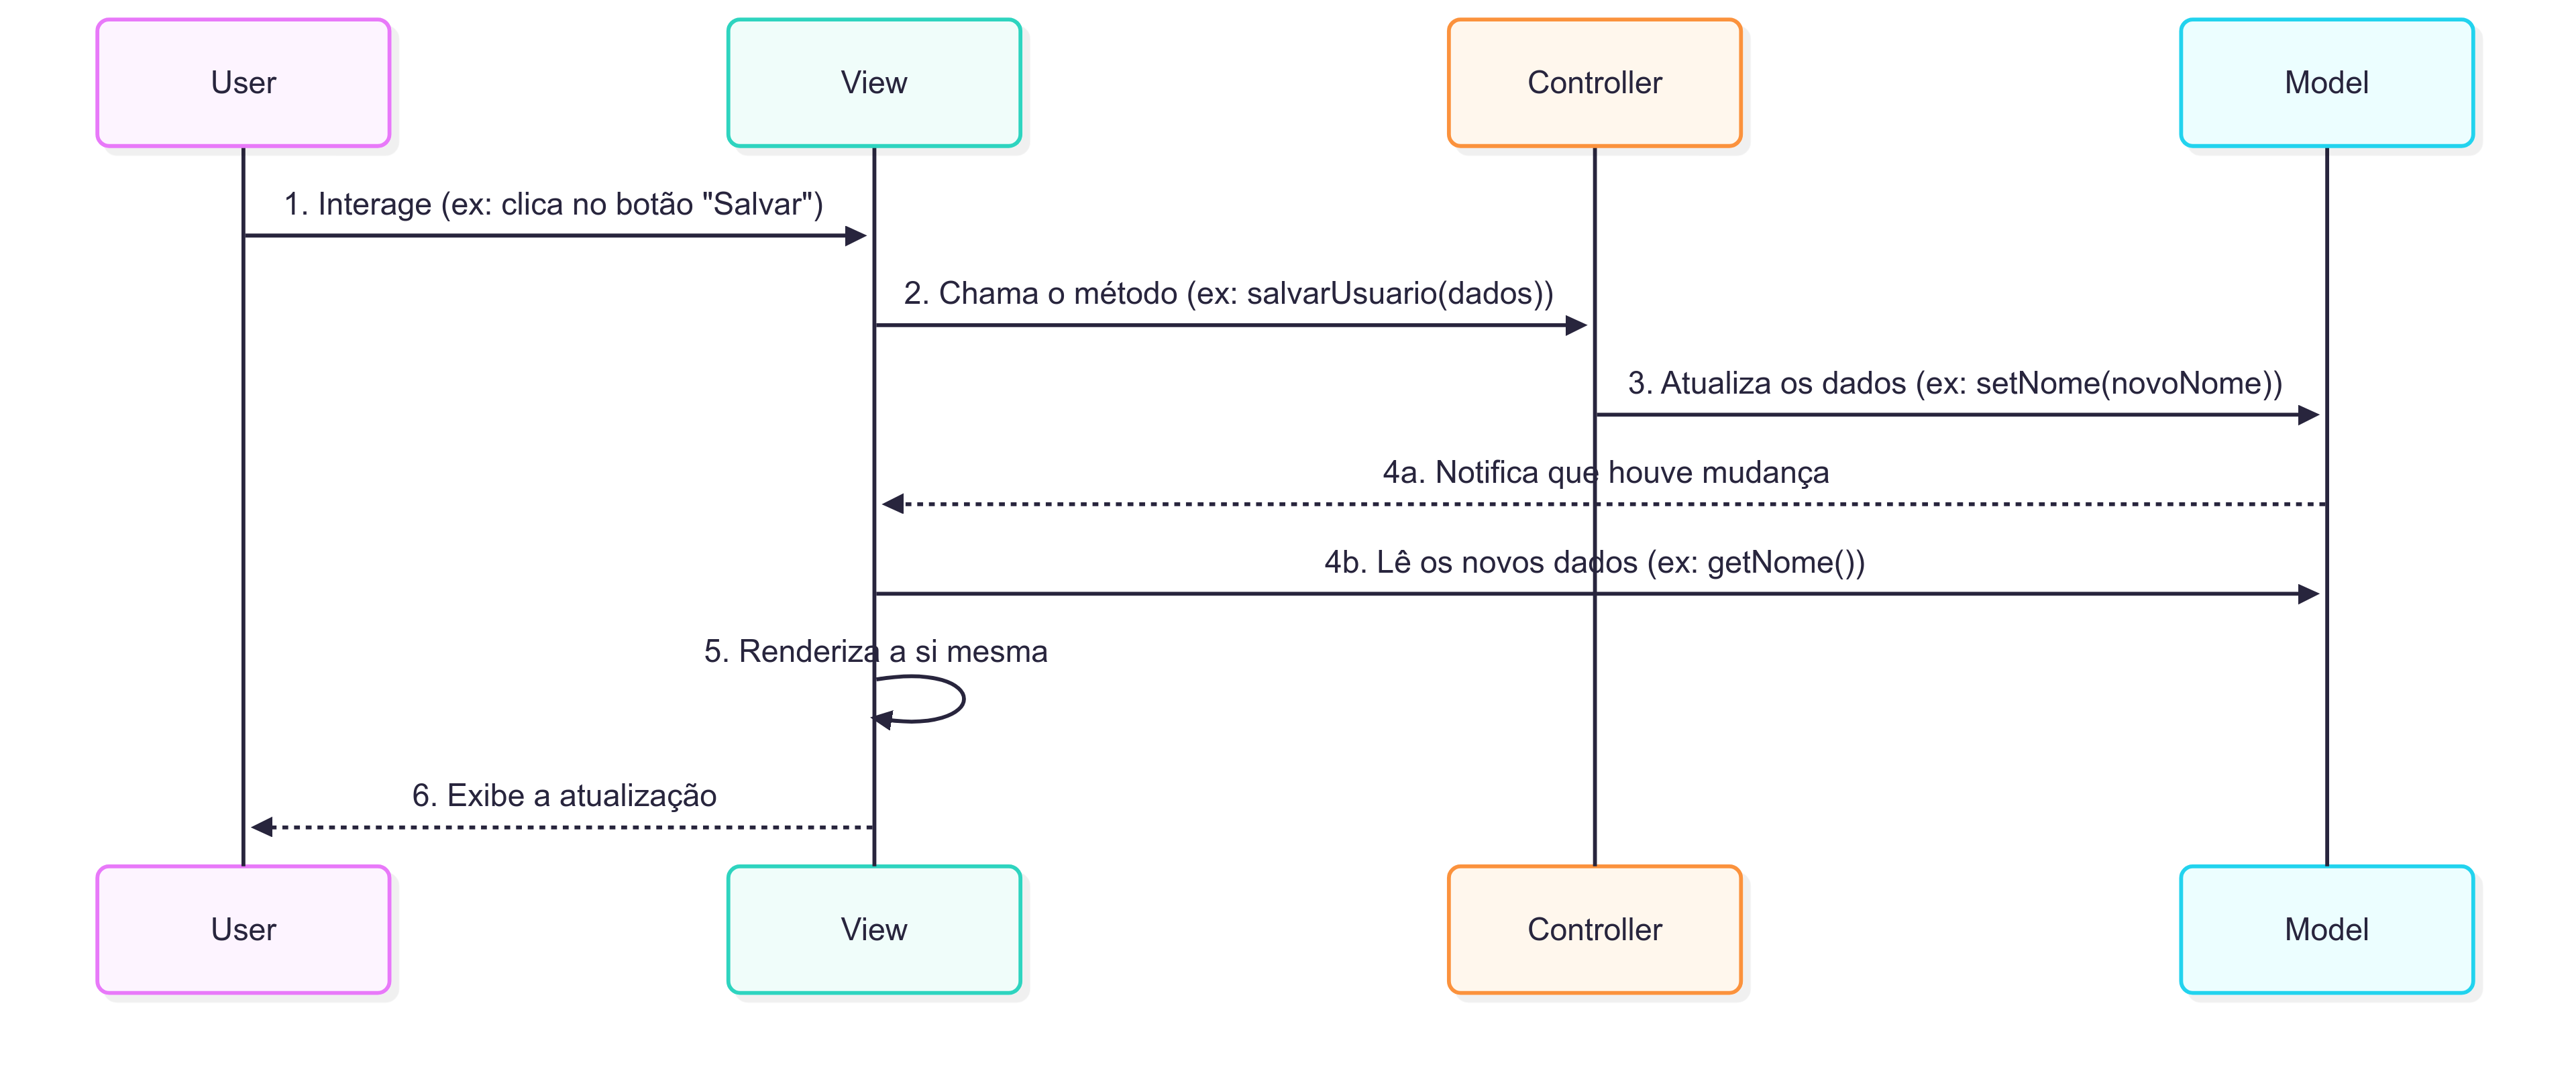 User
View
Controller
Model
1. Interage (ex: clica no botão "Salvar")
2. Chama o método (ex: salvarUsuario(dados))
3. Atualiza os dados (ex: setNome(novoNome))
4a. Notifica que houve mudança
4b. Lê os novos dados (ex: getNome())
5. Renderiza a si mesma
6. Exibe a atualização
User
View
Controller
Model